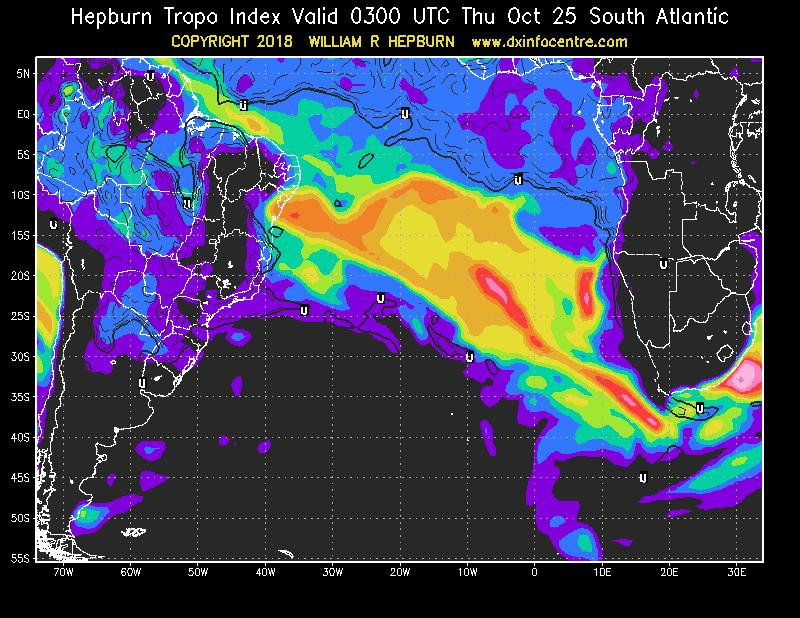 Hepburn Tropo Index Valid 0300 UTC Thu Oct 25 South Atlantic
COPYRIGHT 2018 WILLIAM R HEPBURN www.dxinfocentre.com
5N
EQ
5S
10S
15S
20S
25S
30S
35S
40S
45S
50S
55S
U
U
U
U
U
U
U
U
U
U
U
U
U
70W 60W 50W 40W 30W 20W 10W 0 10E 20E 30E